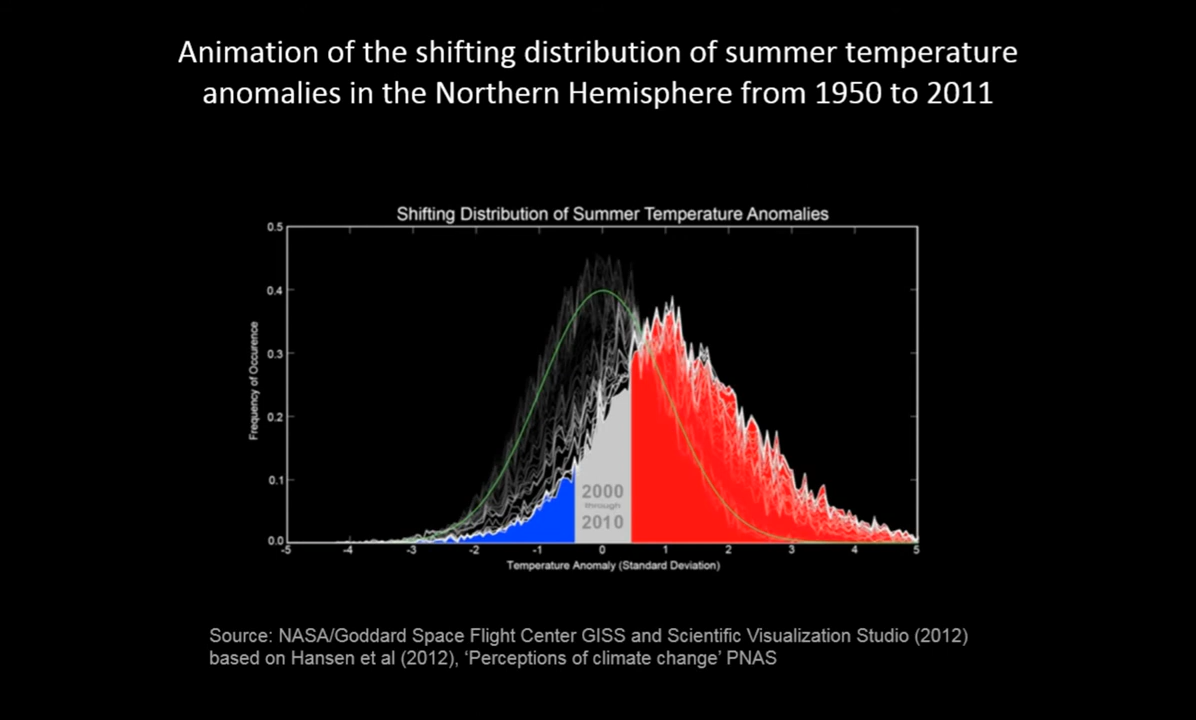 Animation of the shifting distribution of summer temperature
anomalies in the Northern Hemisphere from 1950 to 2011
Shifting Distribution of Summer Temperature Anomalies
0.5
0.4
0.3
0.2
0.1
0.0
Frequency of Occurence
2000
through
2010
-5 -4 -3 -2 -1 0 1 2 3 4 5
Temperature Anomaly (Standard Deviation)
Source: NASA/Goddard Space Flight Center GISS and Scientific Visualization Studio (2012)
based on Hansen et al (2012), ‘Perceptions of climate change’ PNAS